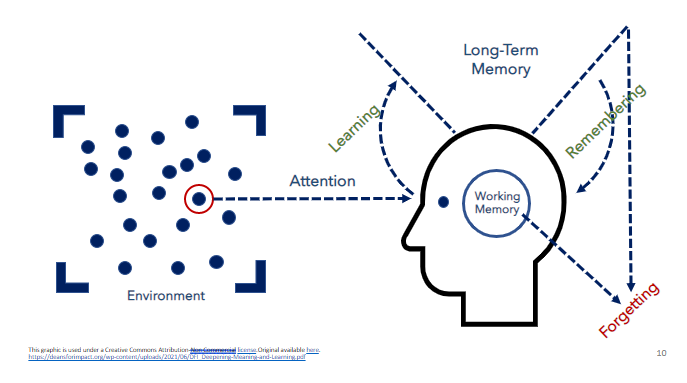 Long-Term
Memory
Learning
Remembering
Attention
Working
Memory
Environment
Forgetting
This graphic is used under a Creative Commons Attribution-Non Commercial license.Original available here.
https://deansforimpact.org/wp-content/uploads/2021/06/DFI_Deepening-Meaning-and-Learning.pdf
10